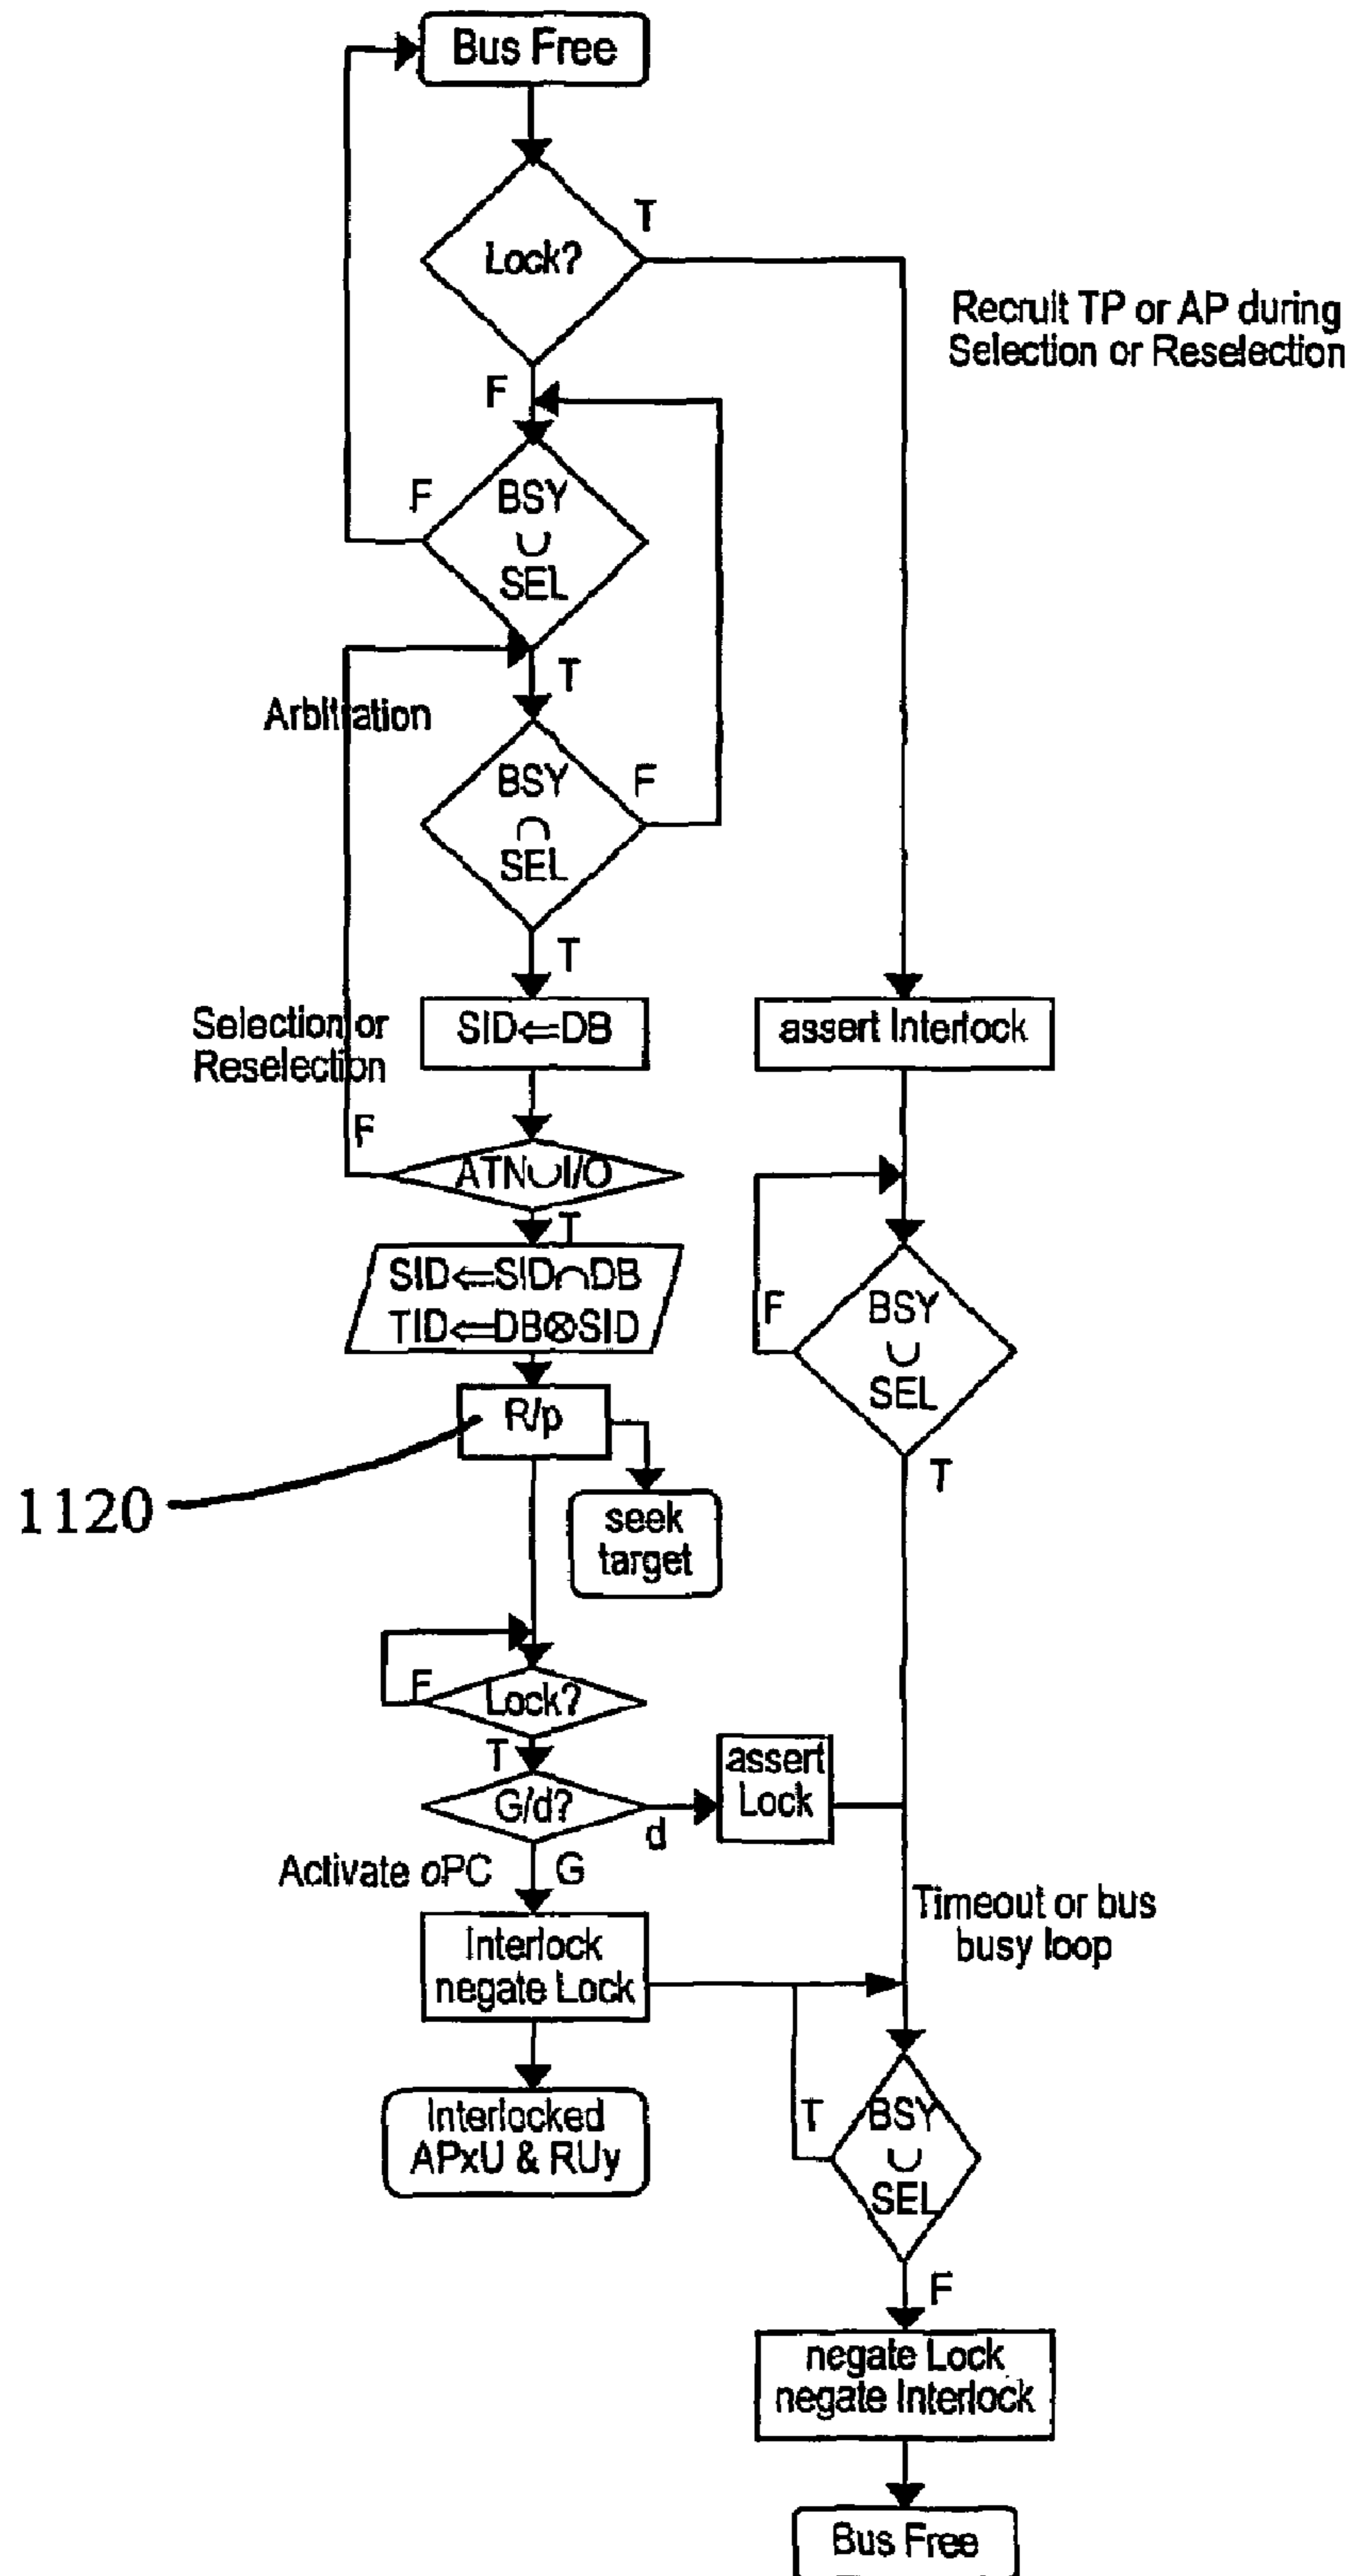 Bus Free
T
Lock?
Recruit TP or AP during
Selection or Reselection
F
F
BSY
∪
SEL
T
Arbitration
BSY
∩
SEL
F
T
Selection or
Reselection
SID⇐DB
assert Interlock
F
ATN∪I/O
T
SID⇐SID∩DB
TID⇐DB⊗SID
F
BSY
∪
SEL
T
R/p
1120
seek
target
F
Lock?
T
G/d?
d
assert
Lock
Activate oPC
G
Timeout or bus
busy loop
Interlock
negate Lock
Interlocked
APxU & RUy
T
BSY
∪
SEL
F
negate Lock
negate Interlock
Bus Free